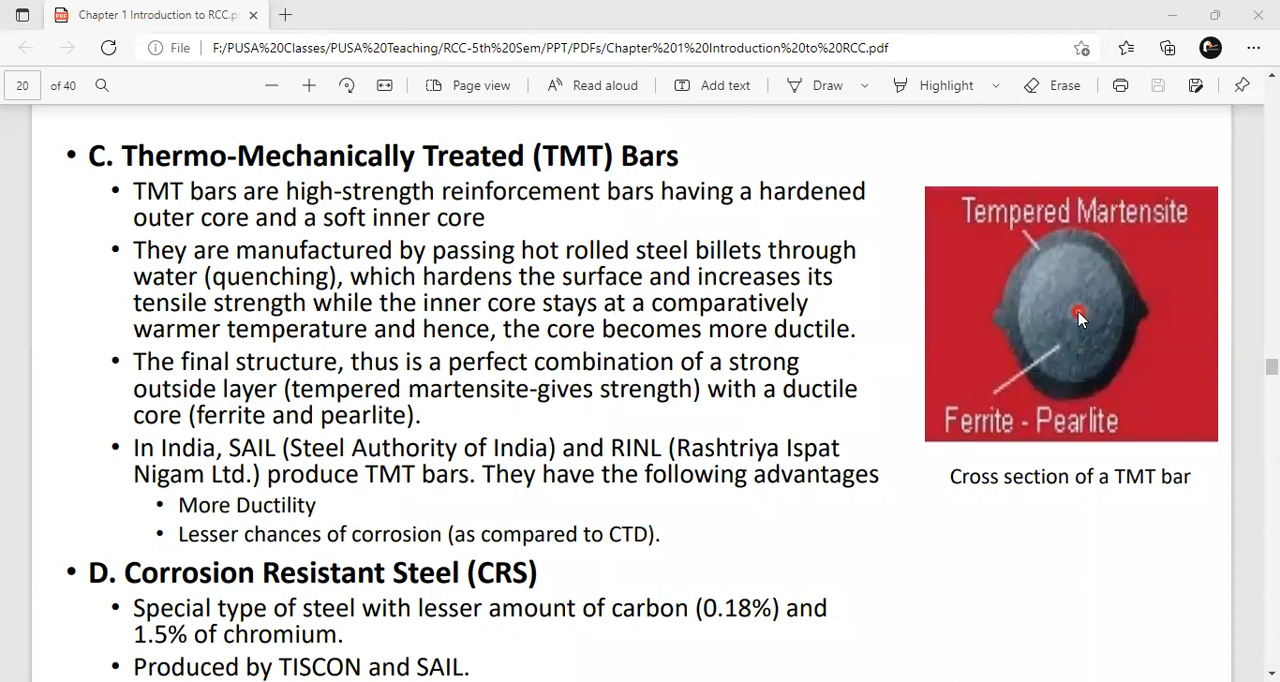 Chapter 1 Introduction to RCC.p
File F:/PUSA%20Classes/PUSA%20Teaching/RCC-5th%20Sem/PPT/PDFs/Chapter%201%20Introduction%20to%20RCC.pdf
20 of 40 Page view Read aloud Add text Draw Highlight Erase
• C. Thermo-Mechanically Treated (TMT) Bars
• TMT bars are high-strength reinforcement bars having a hardened
outer core and a soft inner core
• They are manufactured by passing hot rolled steel billets through
water (quenching), which hardens the surface and increases its
tensile strength while the inner core stays at a comparatively
warmer temperature and hence, the core becomes more ductile.
• The final structure, thus is a perfect combination of a strong
outside layer (tempered martensite-gives strength) with a ductile
core (ferrite and pearlite).
• In India, SAIL (Steel Authority of India) and RINL (Rashtriya Ispat
Nigam Ltd.) produce TMT bars. They have the following advantages
• More Ductility
• Lesser chances of corrosion (as compared to CTD).
Tempered Martensite
Ferrite - Pearlite
Cross section of a TMT bar
• D. Corrosion Resistant Steel (CRS)
• Special type of steel with lesser amount of carbon (0.18%) and
1.5% of chromium.
• Produced by TISCON and SAIL.